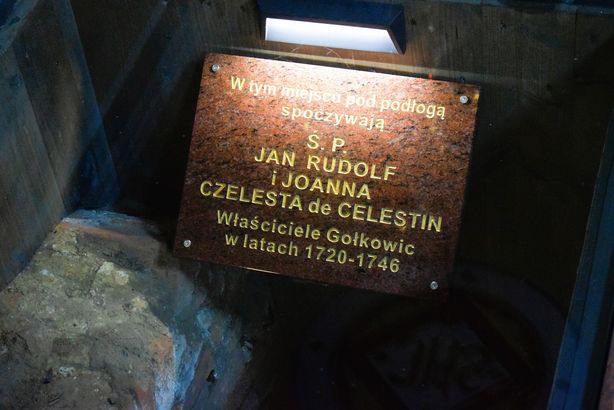 W tym miejscu pod podłogą
spoczywają
Ś. P.
JAN RUDOLF
i JOANNA
CZELESTA de CELESTIN
Właściciele Gołkowic
w latach 1720-1746